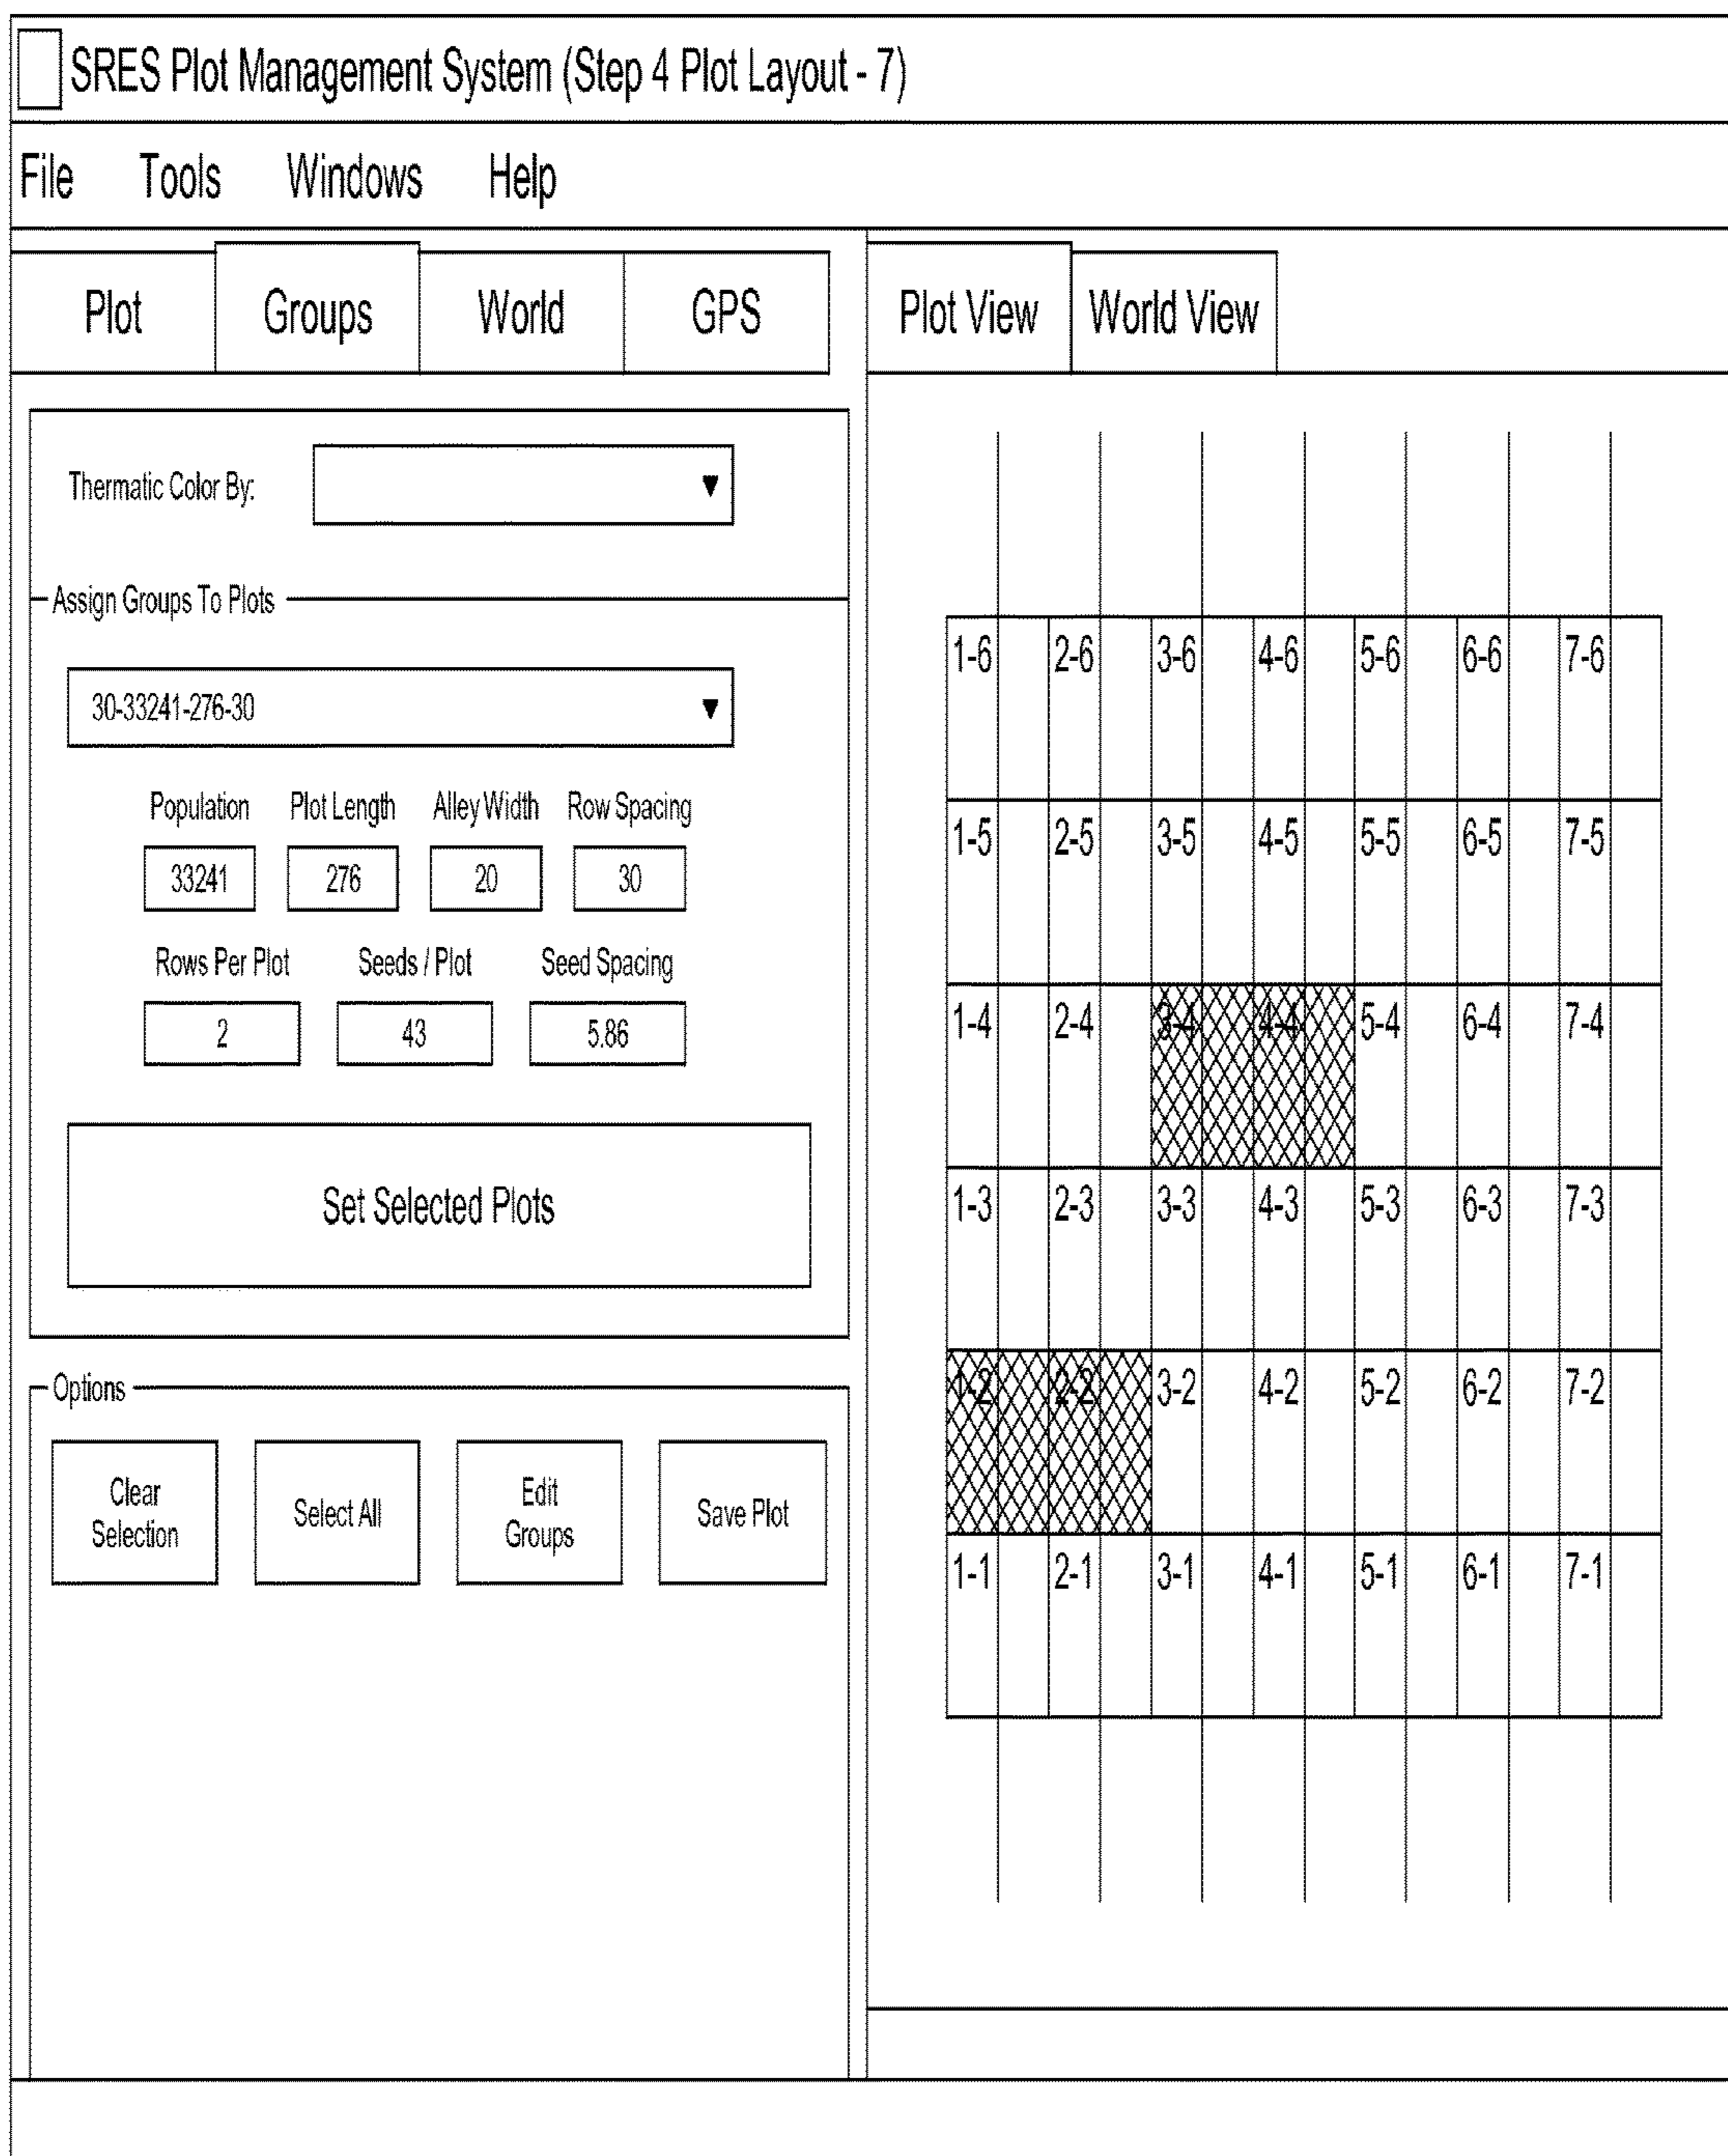 SRES Plot Management System (Step 4 Plot Layout - 7)
File Tools Windows Help
Plot Groups World GPS
Plot View World View
Thermatic Color By:
Assign Groups To Plots
30-33241-276-30
Population Plot Length Alley Width Row Spacing
33241 276 20 30
Rows Per Plot Seeds / Plot Seed Spacing
2 43 5.86
Set Selected Plots
Options
Clear
Selection
Select All
Edit
Groups
Save Plot
1-6 2-6 3-6 4-6 5-6 6-6 7-6
1-5 2-5 3-5 4-5 5-5 6-5 7-5
1-4 2-4 3-4 4-4 5-4 6-4 7-4
1-3 2-3 3-3 4-3 5-3 6-3 7-3
1-2 2-2 3-2 4-2 5-2 6-2 7-2
1-1 2-1 3-1 4-1 5-1 6-1 7-1